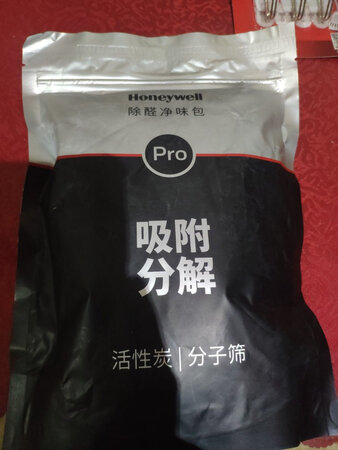 Honeywell
除醛净味包
Pro
吸附
分解
活性炭|分子筛